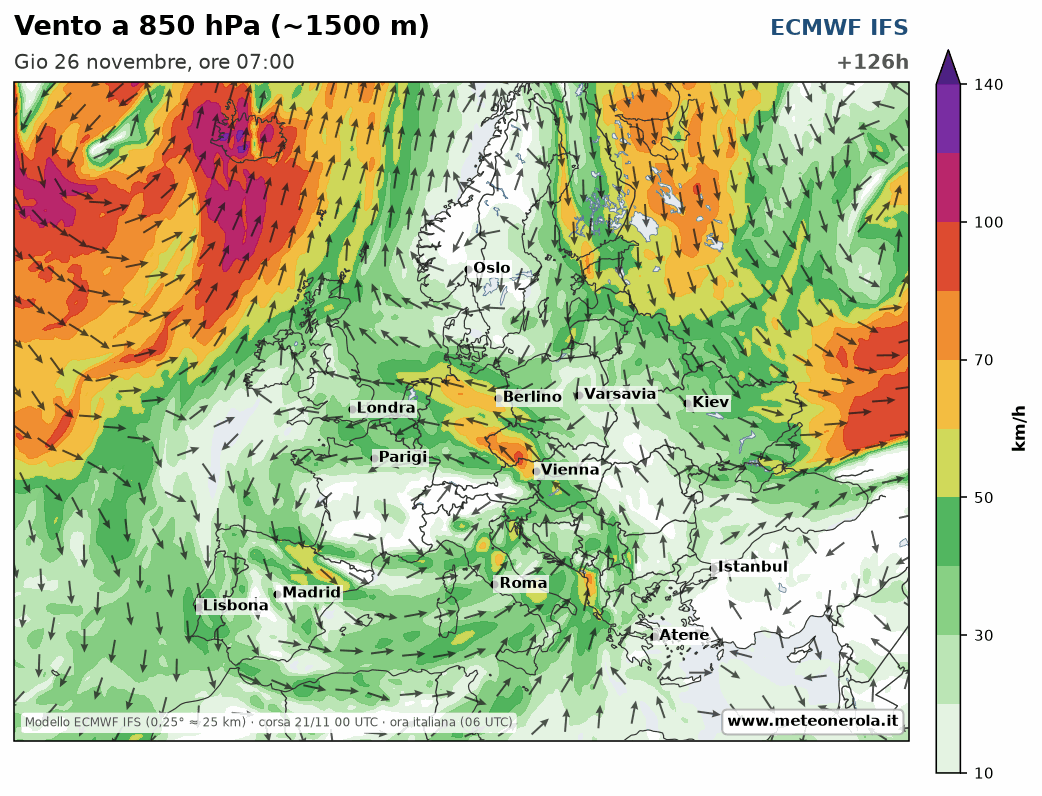 Vento a 850 hPa (~1500 m)
ECMWF IFS
Gio 26 novembre, ore 07:00
+126h
140
100
70
50
30
10
km/h
Oslo
Berlino
Varsavia
Kiev
Londra
Parigi
Vienna
Istanbul
Roma
Madrid
Lisbona
Atene
Modello ECMWF IFS (0,25° ≈ 25 km) · corsa 21/11 00 UTC · ora italiana (06 UTC)
www.meteonerola.it